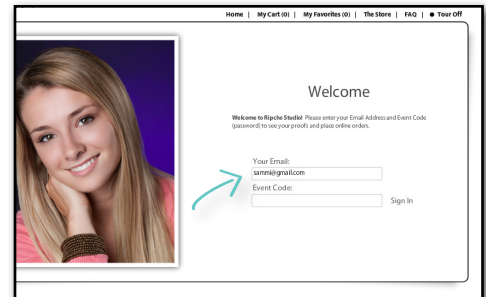 Home | My Cart (0) | My Favorites (0) | The Store | FAQ | ● Tour Off
Welcome
Welcome to Ripche Studio! Please enter your Email Address and Event Code
(password) to see your proofs and place online orders.
Your Email:
sammi@gmail.com
Event Code:
Sign In